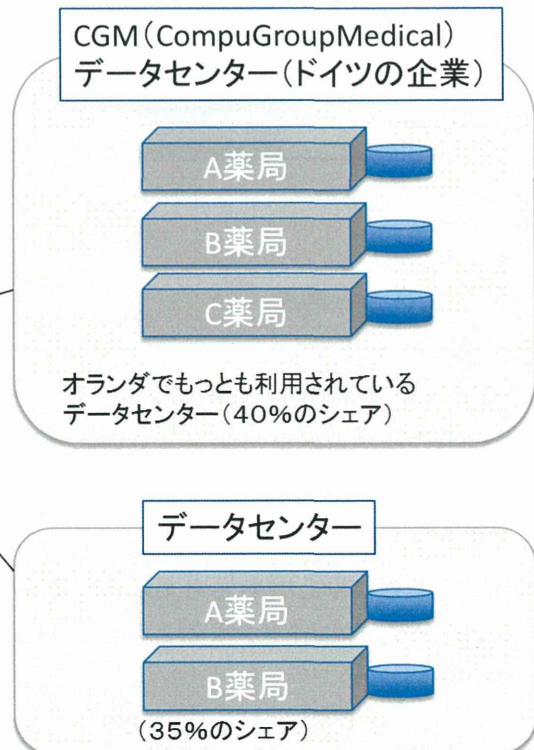 CGM(CompuGroupMedical)
データセンター(ドイツの企業)
A薬局
B薬局
C薬局
オランダでもっとも利用されている
データセンター(40%のシェア)
データセンター
A薬局
B薬局
(35%のシェア)